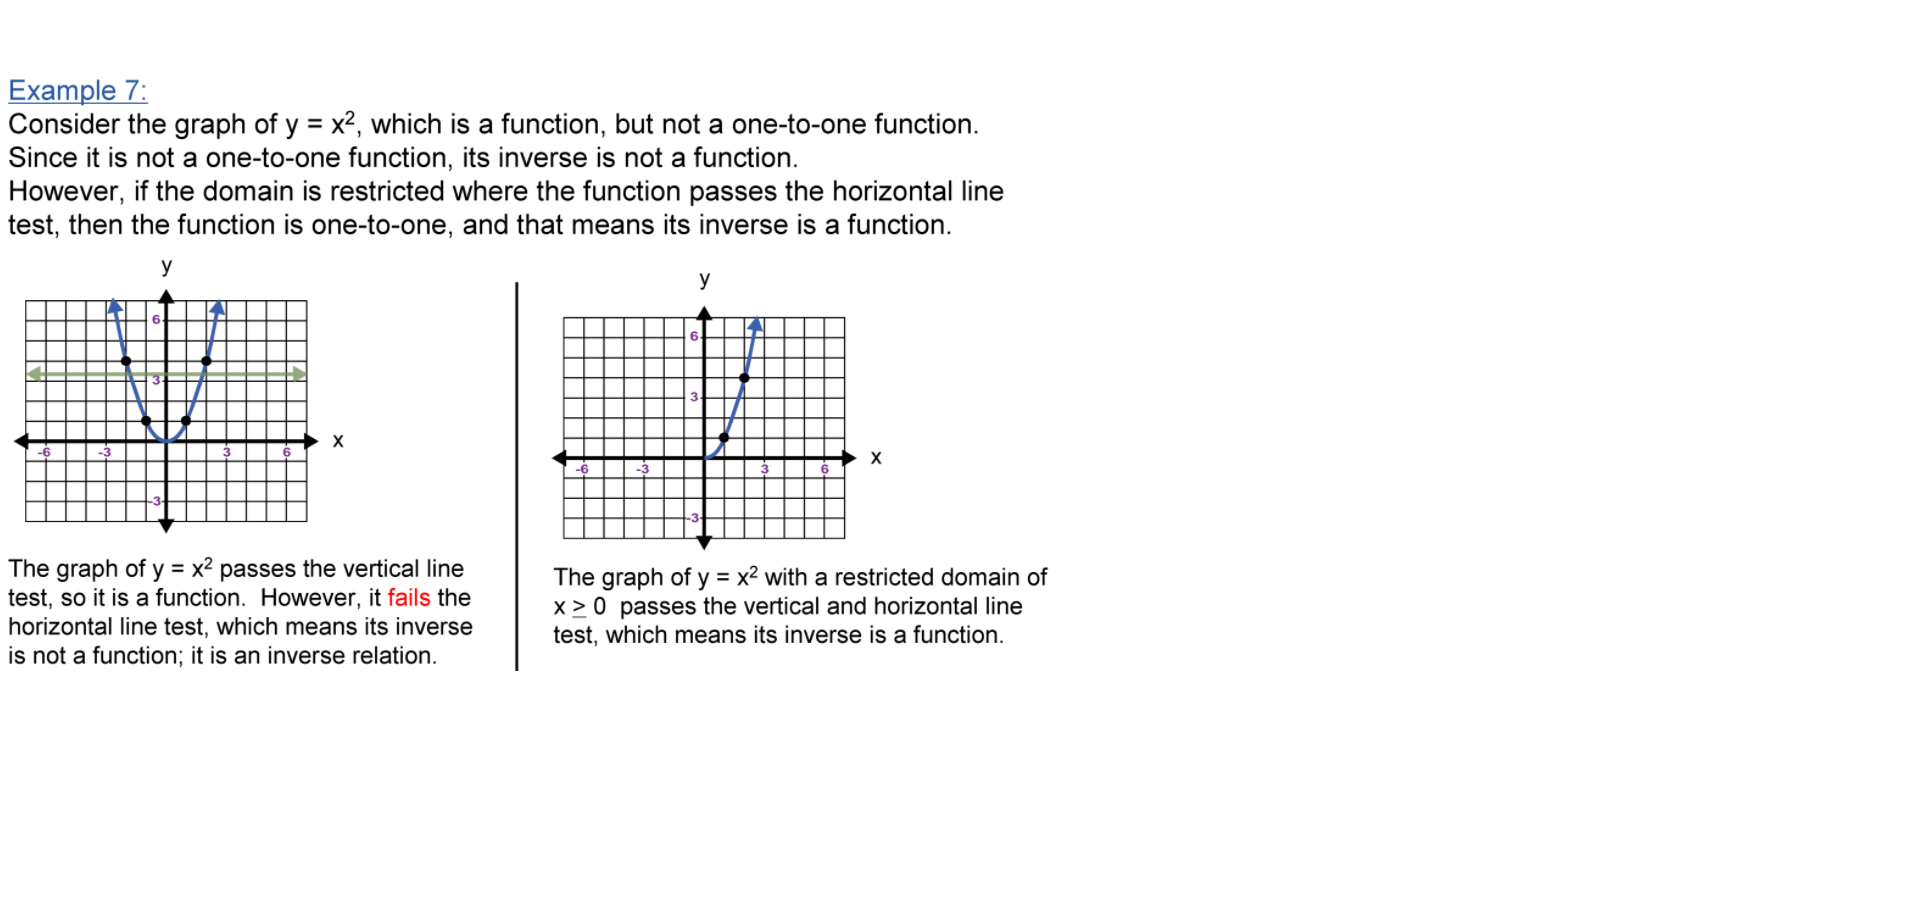 Example 7:
Consider the graph of y = x², which is a function, but not a one-to-one function.
Since it is not a one-to-one function, its inverse is not a function.
However, if the domain is restricted where the function passes the horizontal line
test, then the function is one-to-one, and that means its inverse is a function.
y
6
3
-6
-3
3
6
x
-3
The graph of y = x² passes the vertical line
test, so it is a function.  However, it fails the
horizontal line test, which means its inverse
is not a function; it is an inverse relation.
y
6
3
-6
-3
3
6
x
-3
The graph of y = x² with a restricted domain of
x ≥ 0  passes the vertical and horizontal line
test, which means its inverse is a function.